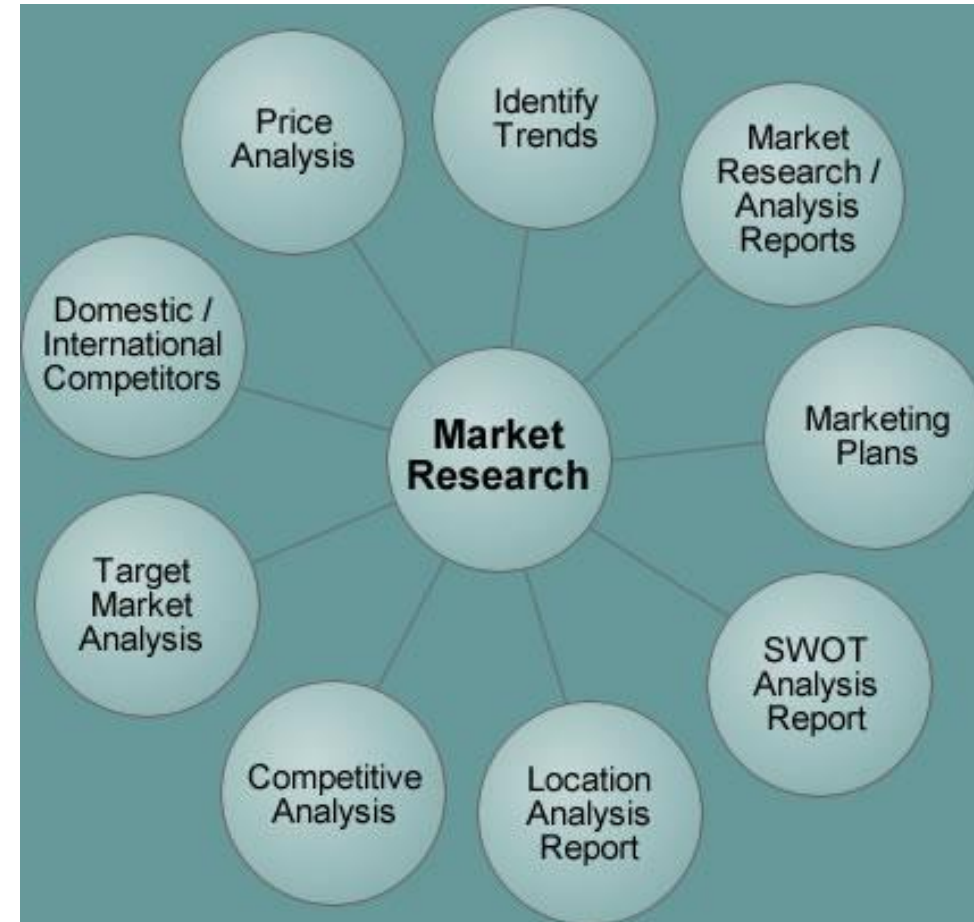 Identify
Trends
Price
Analysis
Market
Research /
Analysis
Reports
Domestic /
International
Competitors
Marketing
Plans
Market
Research
Target
Market
Analysis
SWOT
Analysis
Report
Competitive
Analysis
Location
Analysis
Report